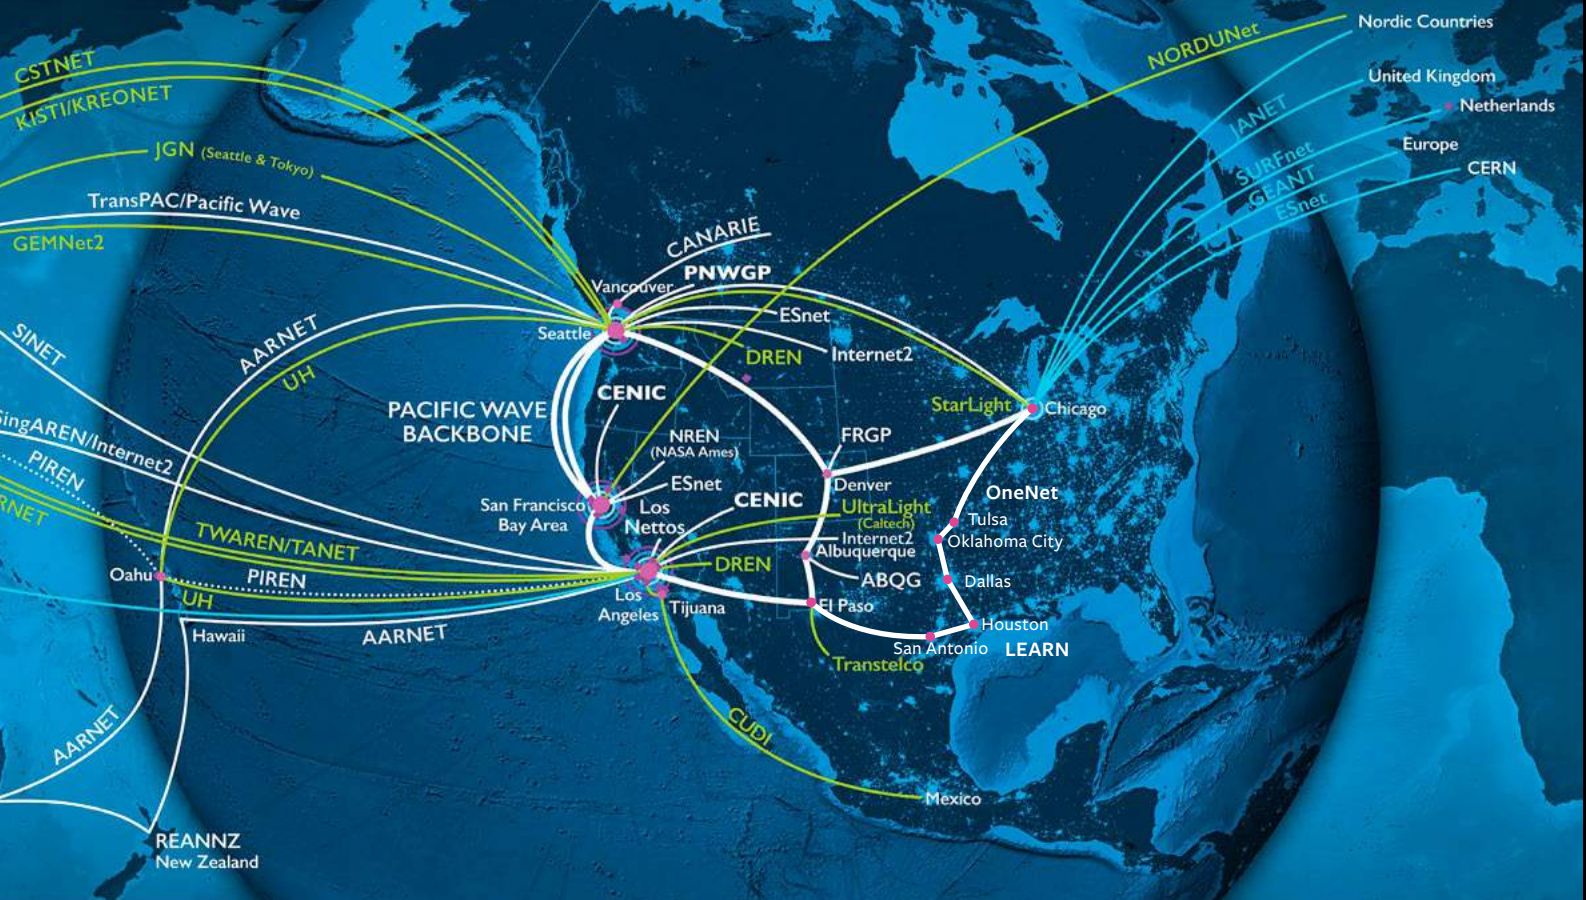 CSTNET
KISTI/KREONET
JGN (Seattle & Tokyo)
TransPAC/Pacific Wave
GEMNet2
SINET
AARNET
UH
SingAREN/Internet2
PIREN
RNET
TWAREN/TANET
Oahu
PIREN
UH
Hawaii
AARNET
AARNET
REANNZ
New Zealand
NORDUNet
Nordic Countries
United Kingdom
JANET
Netherlands
SURFnet
Europe
GEANT
CERN
ESnet
CANARIE
PNWGP
Vancouver
Seattle
ESnet
Internet2
DREN
CENIC
PACIFIC WAVE
BACKBONE
StarLight
Chicago
NREN
(NASA Ames)
FRGP
Denver
ESnet
San Francisco
Bay Area
Los
Nettos
CENIC
UltraLight
(Caltech)
Internet2
OneNet
Tulsa
Oklahoma City
Albuquerque
DREN
ABQG
Dallas
Los
Angeles
Tijuana
El Paso
Houston
San Antonio
LEARN
Transtelco
CUDI
Mexico